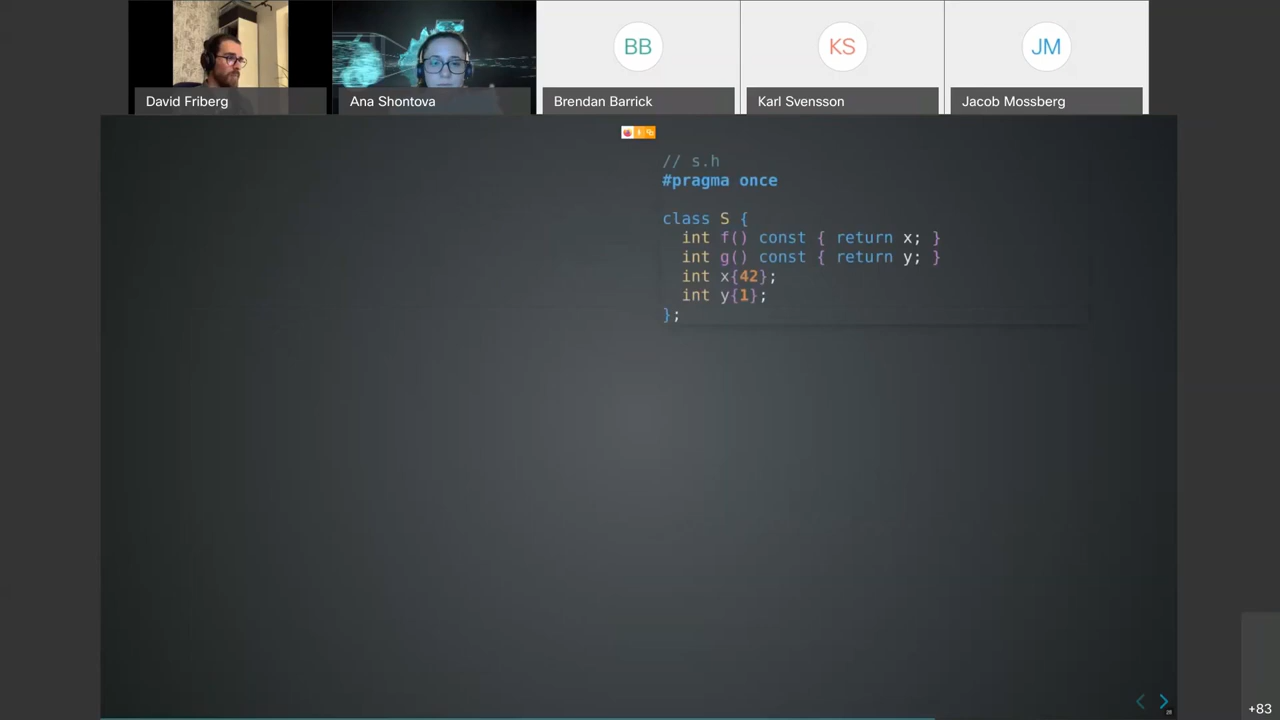 David Friberg
Ana Shontova
BB
Brendan Barrick
KS
Karl Svensson
JM
Jacob Mossberg
// s.h
#pragma once
class S {
int f() const { return x; }
int g() const { return y; }
int x{42};
int y{1};
};
+83